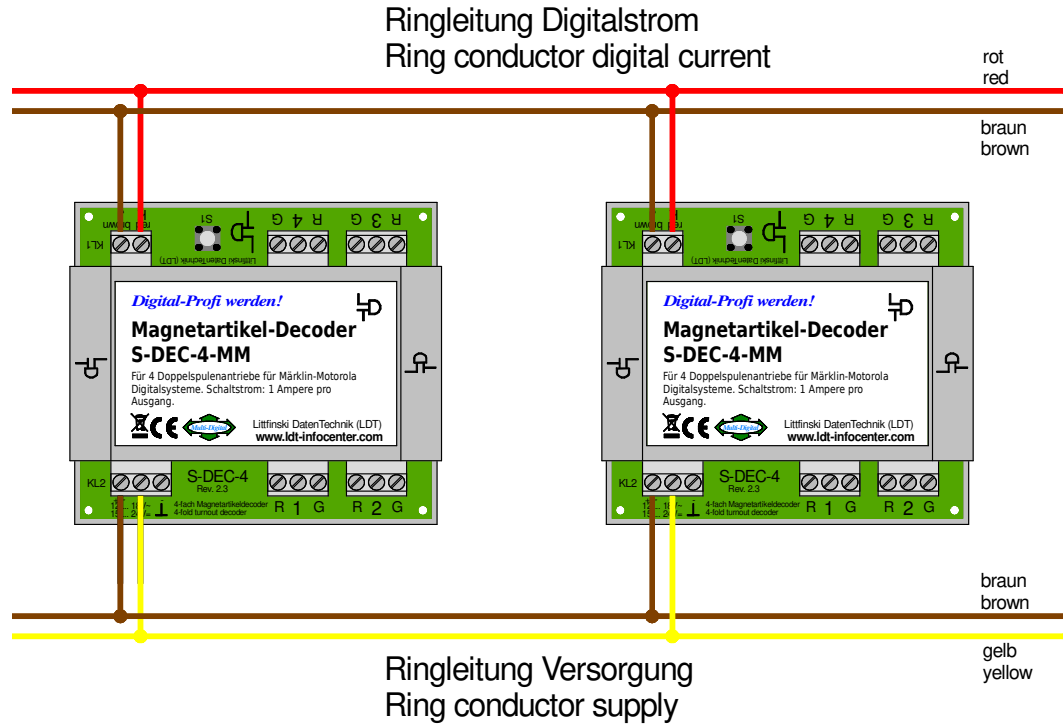 Ringleitung Digitalstrom
Ring conductor digital current
rot
red
braun
brown
red brown
KL1
S1
G 4 R
G 3 R
Littfinski DatenTechnik (LDT)
Digital-Profi werden!
Magnetartikel-Decoder
S-DEC-4-MM
Für 4 Doppelspulenantriebe für Märklin-Motorola
Digitalsysteme. Schaltstrom: 1 Ampere pro
Ausgang.
CE
Multi-Digital
Littfinski DatenTechnik (LDT)
www.ldt-infocenter.com
KL2
S-DEC-4
Rev. 2.3
4-fach Magnetartikeldecoder
4-fold turnout decoder
R 1 G
R 2 G
red brown
KL1
S1
G 4 R
G 3 R
Littfinski DatenTechnik (LDT)
Digital-Profi werden!
Magnetartikel-Decoder
S-DEC-4-MM
Für 4 Doppelspulenantriebe für Märklin-Motorola
Digitalsysteme. Schaltstrom: 1 Ampere pro
Ausgang.
CE
Multi-Digital
Littfinski DatenTechnik (LDT)
www.ldt-infocenter.com
KL2
S-DEC-4
Rev. 2.3
4-fach Magnetartikeldecoder
4-fold turnout decoder
R 1 G
R 2 G
braun
brown
gelb
yellow
Ringleitung Versorgung
Ring conductor supply